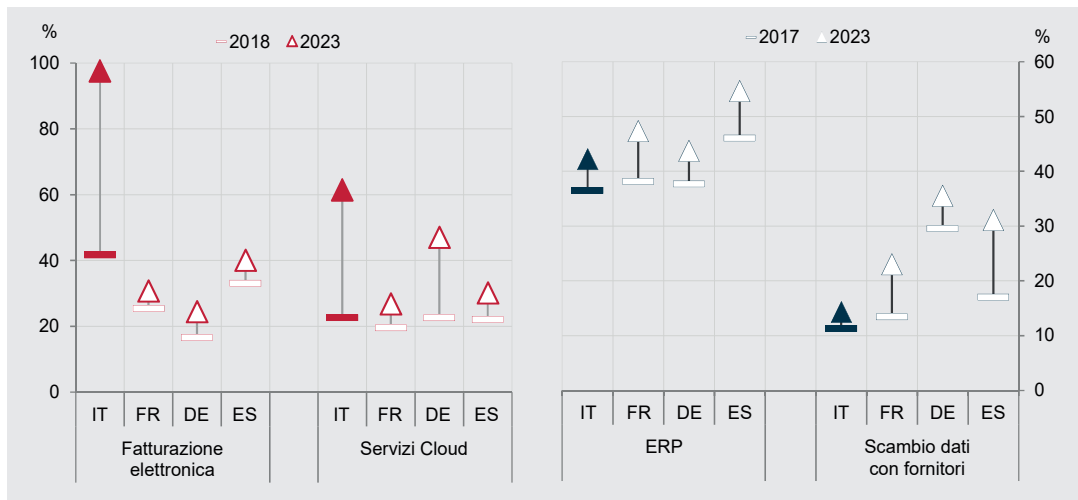 %
2018 2023
100
80
60
40
20
0
IT FR DE ES IT FR DE ES
Fatturazione
elettronica
Servizi Cloud
2017 2023
%
60
50
40
30
20
10
0
IT FR DE ES IT FR DE ES
ERP
Scambio dati
con fornitori